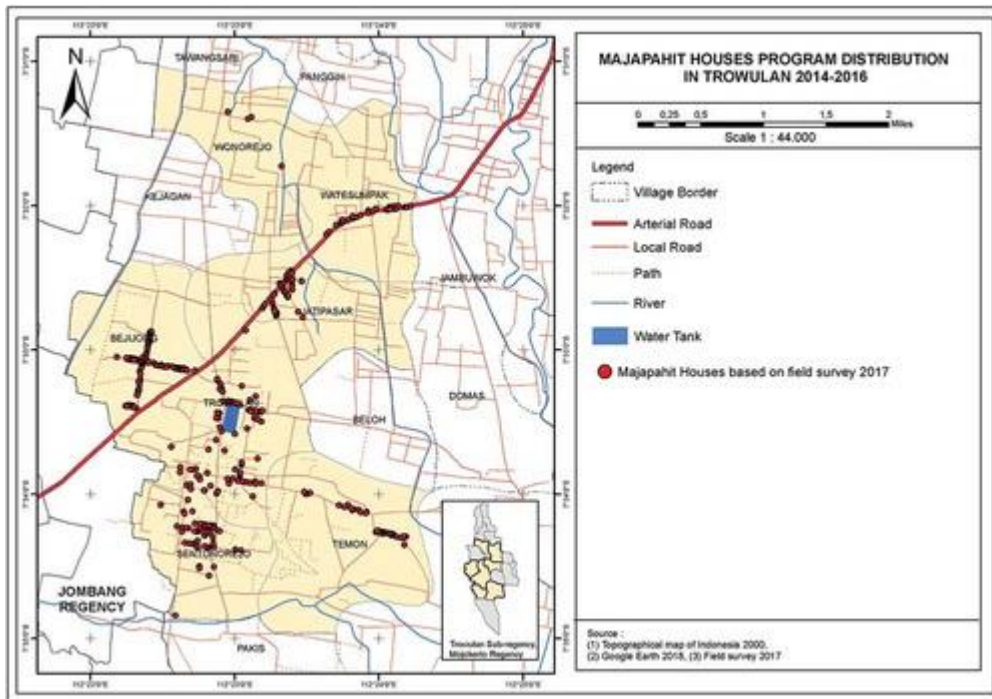 MAJAPAHIT HOUSES PROGRAM DISTRIBUTION
IN TROWULAN 2014-2016
0 0,25 0,5 1 1,5 2
Miles
Scale 1 : 44.000
Legend
Village Border
Arterial Road
Local Road
Path
River
Water Tank
Majapahit Houses based on field survey 2017
Source :
(1) Topographical map of Indonesia 2000,
(2) Google Earth 2018, (3) Field survey 2017
N
TAWANGSARI
PANGGIH
WONOREJO
KEJAGAN
WATESUMPAK
JAMBUWOK
JATIPASAR
BEJIJONG
DOMAS
BELOH
TEMON
SENTONOREJO
JOMBANG
REGENCY
PAKIS
Trowulan Sub-regency,
Mojokerto Regency